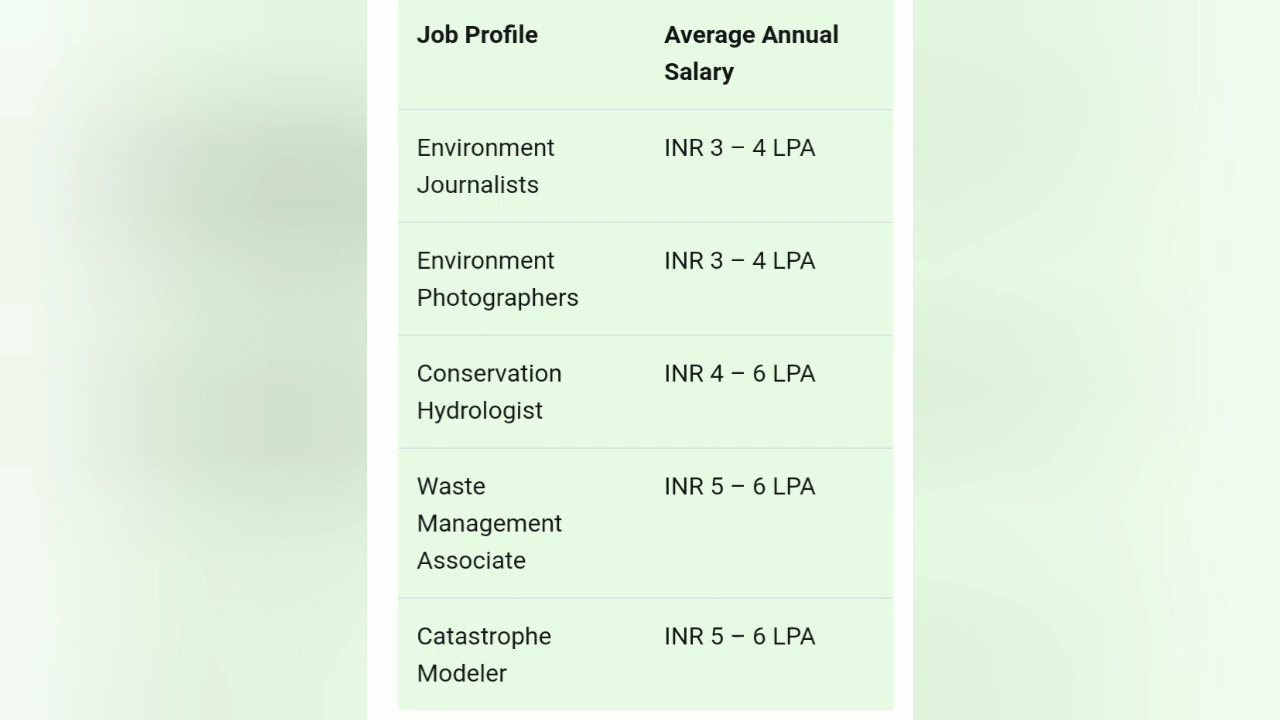 Job Profile
Average Annual
Salary
Environment
Journalists
INR 3 – 4 LPA
Environment
Photographers
INR 3 – 4 LPA
Conservation
Hydrologist
INR 4 – 6 LPA
Waste
Management
Associate
INR 5 – 6 LPA
Catastrophe
Modeler
INR 5 – 6 LPA